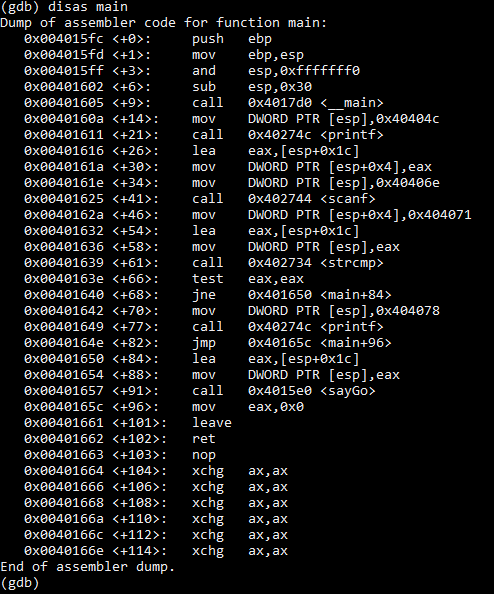 (gdb) disas main
Dump of assembler code for function main:
   0x004015fc <+0>:     push   ebp
   0x004015fd <+1>:     mov    ebp,esp
   0x004015ff <+3>:     and    esp,0xfffffff0
   0x00401602 <+6>:     sub    esp,0x30
   0x00401605 <+9>:     call   0x4017d0 <__main>
   0x0040160a <+14>:    mov    DWORD PTR [esp],0x40404c
   0x00401611 <+21>:    call   0x40274c <printf>
   0x00401616 <+26>:    lea    eax,[esp+0x1c]
   0x0040161a <+30>:    mov    DWORD PTR [esp+0x4],eax
   0x0040161e <+34>:    mov    DWORD PTR [esp],0x40406e
   0x00401625 <+41>:    call   0x402744 <scanf>
   0x0040162a <+46>:    mov    DWORD PTR [esp+0x4],0x404071
   0x00401632 <+54>:    lea    eax,[esp+0x1c]
   0x00401636 <+58>:    mov    DWORD PTR [esp],eax
   0x00401639 <+61>:    call   0x402734 <strcmp>
   0x0040163e <+66>:    test   eax,eax
   0x00401640 <+68>:    jne    0x401650 <main+84>
   0x00401642 <+70>:    mov    DWORD PTR [esp],0x404078
   0x00401649 <+77>:    call   0x40274c <printf>
   0x0040164e <+82>:    jmp    0x40165c <main+96>
   0x00401650 <+84>:    lea    eax,[esp+0x1c]
   0x00401654 <+88>:    mov    DWORD PTR [esp],eax
   0x00401657 <+91>:    call   0x4015e0 <sayGo>
   0x0040165c <+96>:    mov    eax,0x0
   0x00401661 <+101>:   leave
   0x00401662 <+102>:   ret
   0x00401663 <+103>:   nop
   0x00401664 <+104>:   xchg   ax,ax
   0x00401666 <+106>:   xchg   ax,ax
   0x00401668 <+108>:   xchg   ax,ax
   0x0040166a <+110>:   xchg   ax,ax
   0x0040166c <+112>:   xchg   ax,ax
   0x0040166e <+114>:   xchg   ax,ax
End of assembler dump.
(gdb)